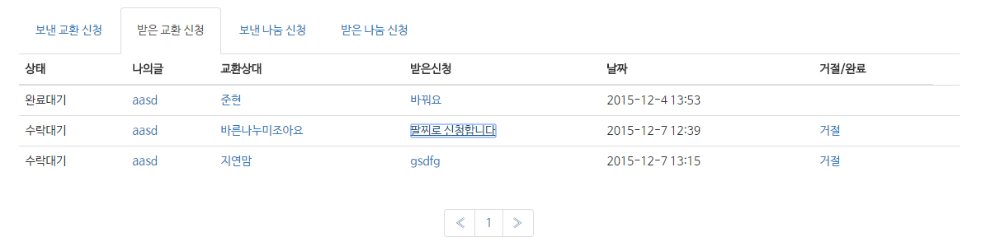 보낸 교환 신청 받은 교환 신청 보낸 나눔 신청 받은 나눔 신청
상태 나의글 교환상대 받은신청 날짜 거절/완료
완료대기 aasd 준현 바꿔요 2015-12-4 13:53
수락대기 aasd 바른나누미조아요 팔찌로 신청합니다 2015-12-7 12:39 거절
수락대기 aasd 지연맘 gsdfg 2015-12-7 13:15 거절
« 1 »